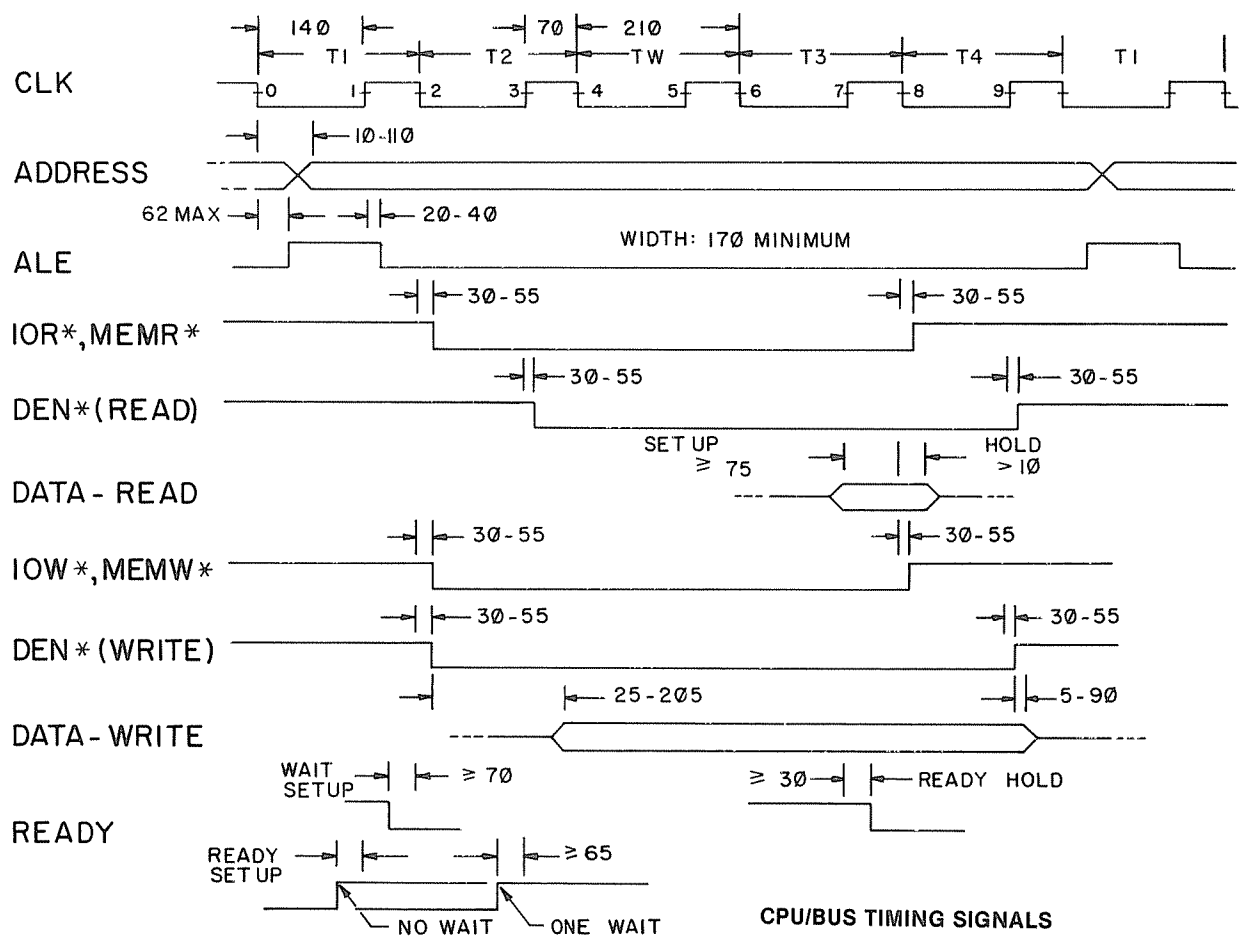 140 70 210
T1 T2 TW T3 T4 T1
CLK
0 1 2 3 4 5 6 7 8 9
10-110
ADDRESS
62 MAX 20-40
WIDTH: 170 MINIMUM
ALE
30-55 30-55
IOR*, MEMR*
30-55 30-55
DEN*(READ)
SET UP HOLD
≥ 75 >10
DATA - READ
30-55 30-55
IOW*, MEMW*
30-55 30-55
DEN*(WRITE)
25-205 5-90
DATA - WRITE
WAIT SETUP ≥ 70 ≥ 30 READY HOLD
READY
READY SET UP ≥ 65
NO WAIT ONE WAIT
CPU/BUS TIMING SIGNALS